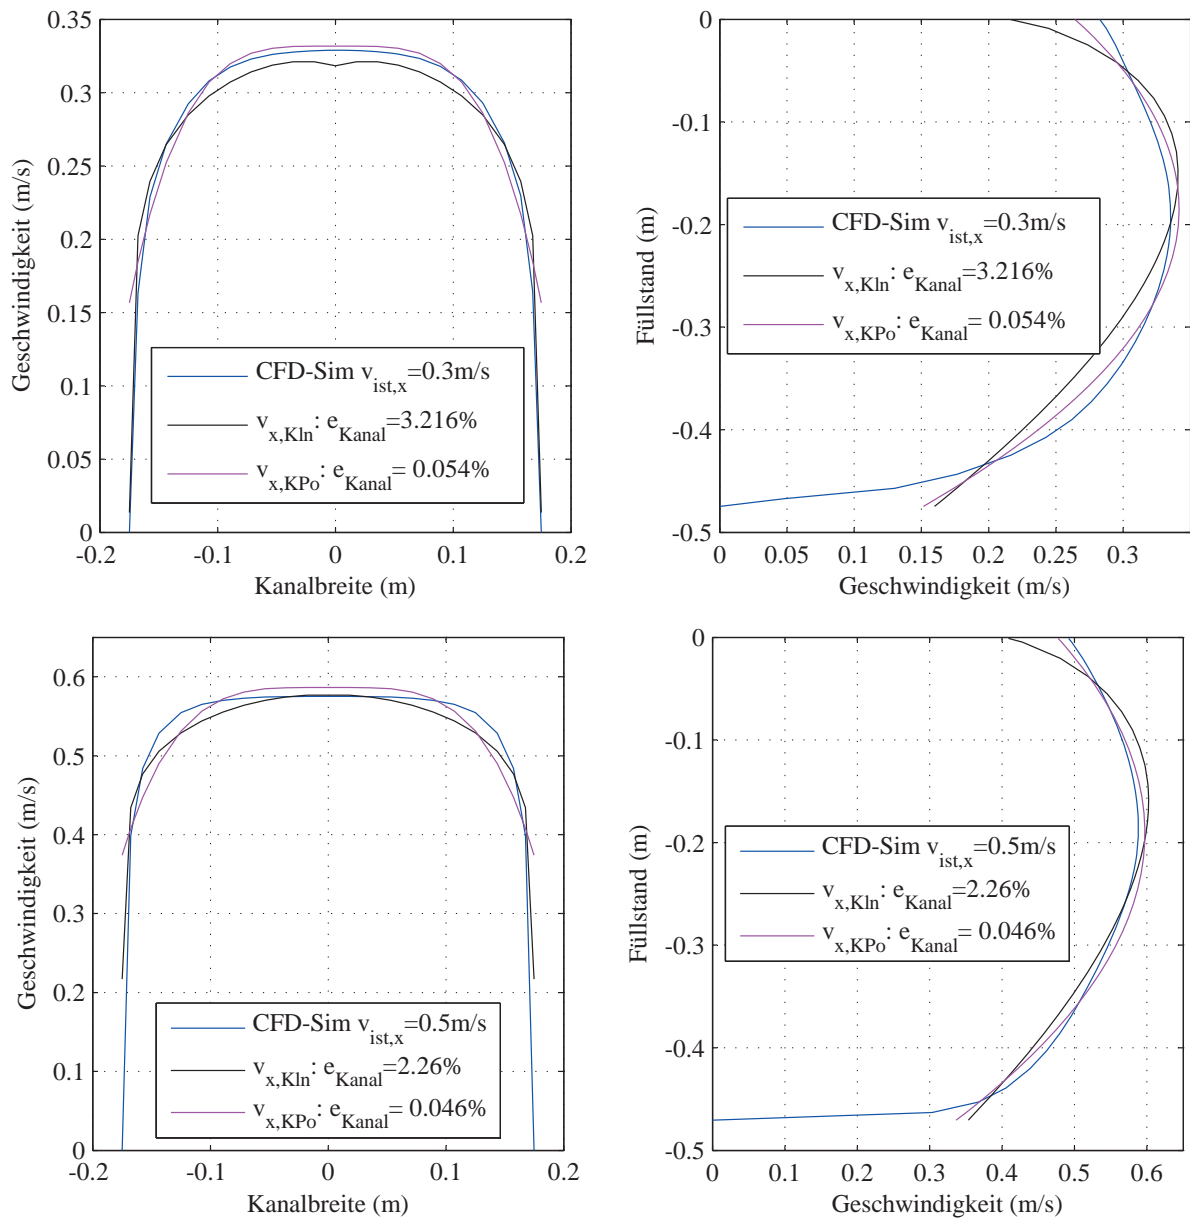 0.35
0.3
0.25
0.2
0.15
0.1
0.05
0
Geschwindigkeit (m/s)
CFD-Sim v_ist,x=0.3m/s
v_x,Kln: e_Kanal=3.216%
v_x,KPo: e_Kanal= 0.054%
-0.2 -0.1 0 0.1 0.2
Kanalbreite (m)
0
-0.1
-0.2
-0.3
-0.4
-0.5
Füllstand (m)
CFD-Sim v_ist,x=0.3m/s
v_x,Kln: e_Kanal=3.216%
v_x,KPo: e_Kanal= 0.054%
0 0.05 0.1 0.15 0.2 0.25 0.3
Geschwindigkeit (m/s)
0.6
0.5
0.4
0.3
0.2
0.1
0
Geschwindigkeit (m/s)
CFD-Sim v_ist,x=0.5m/s
v_x,Kln: e_Kanal=2.26%
v_x,KPo: e_Kanal= 0.046%
-0.2 -0.1 0 0.1 0.2
Kanalbreite (m)
0
-0.1
-0.2
-0.3
-0.4
-0.5
Füllstand (m)
CFD-Sim v_ist,x=0.5m/s
v_x,Kln: e_Kanal=2.26%
v_x,KPo: e_Kanal= 0.046%
0 0.1 0.2 0.3 0.4 0.5 0.6
Geschwindigkeit (m/s)